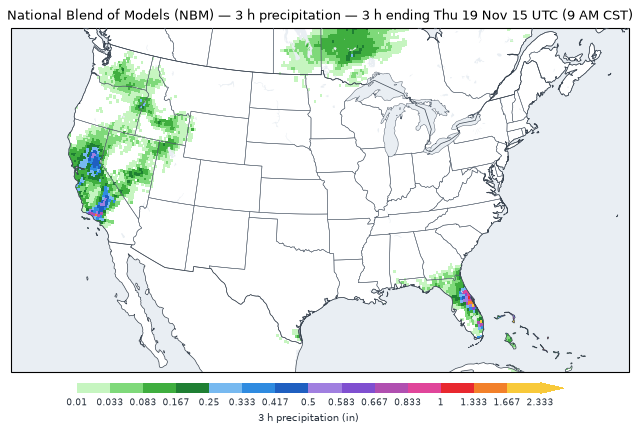 National Blend of Models (NBM) — 3 h precipitation — 3 h ending Thu 19 Nov 15 UTC (9 AM CST)
0.01 0.033 0.083 0.167 0.25 0.333 0.417 0.5 0.583 0.667 0.833 1 1.333 1.667 2.333
3 h precipitation (in)